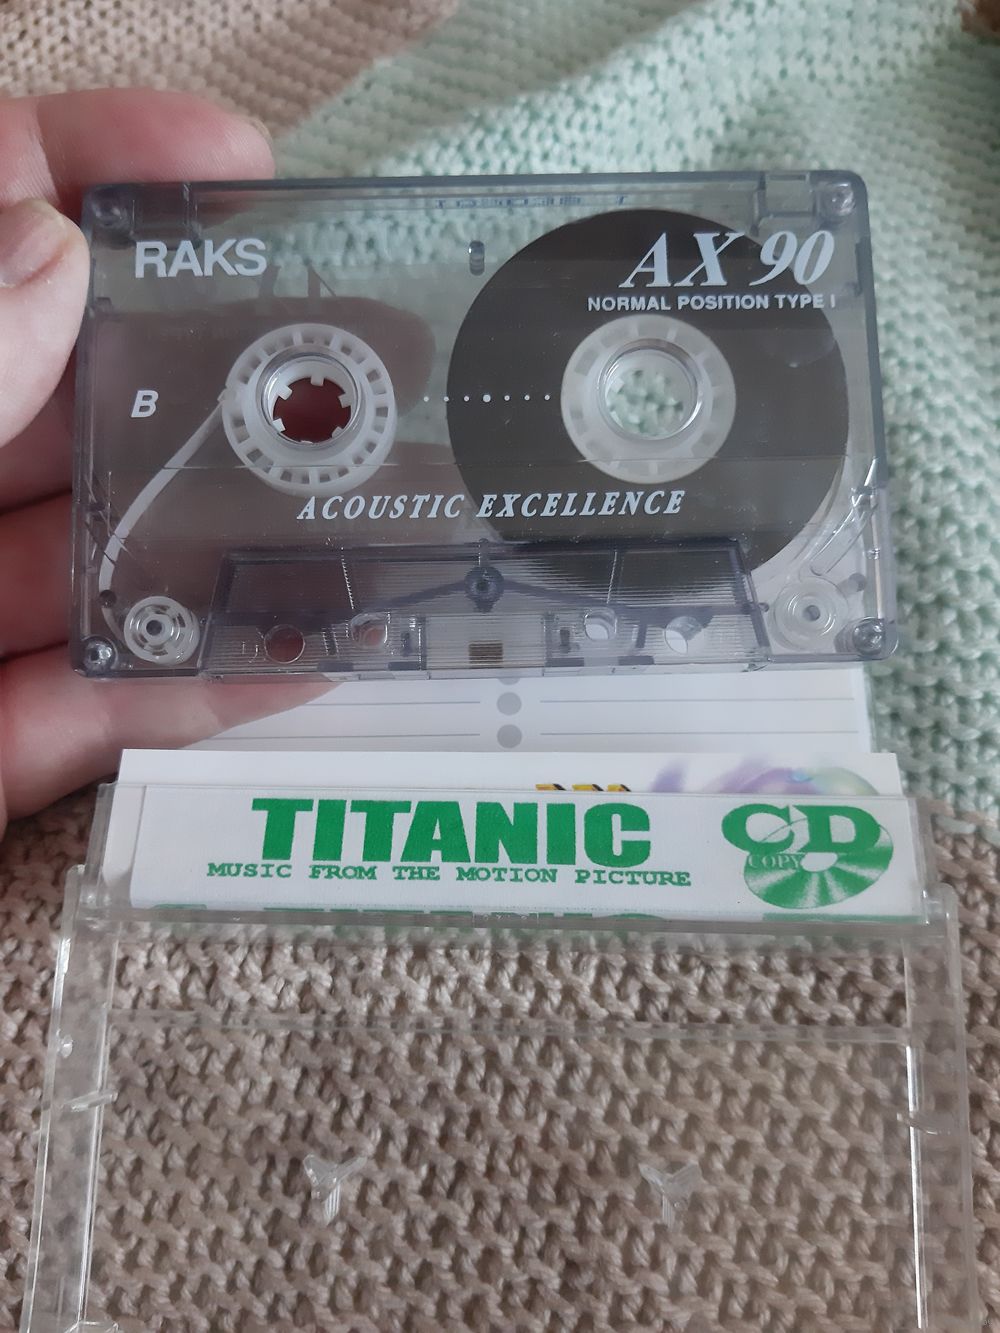 RAKS
AX 90
NORMAL POSITION TYPE I
B
ACOUSTIC EXCELLENCE
TITANIC
MUSIC FROM THE MOTION PICTURE
CD
COPY